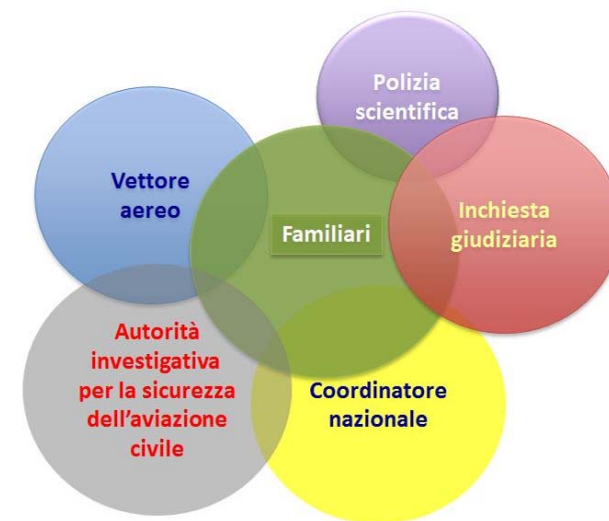 Polizia
scientifica
Vettore
aereo
Familiari
Inchiesta
giudiziaria
Autorità
investigativa
per la sicurezza
dell'aviazione
civile
Coordinatore
nazionale